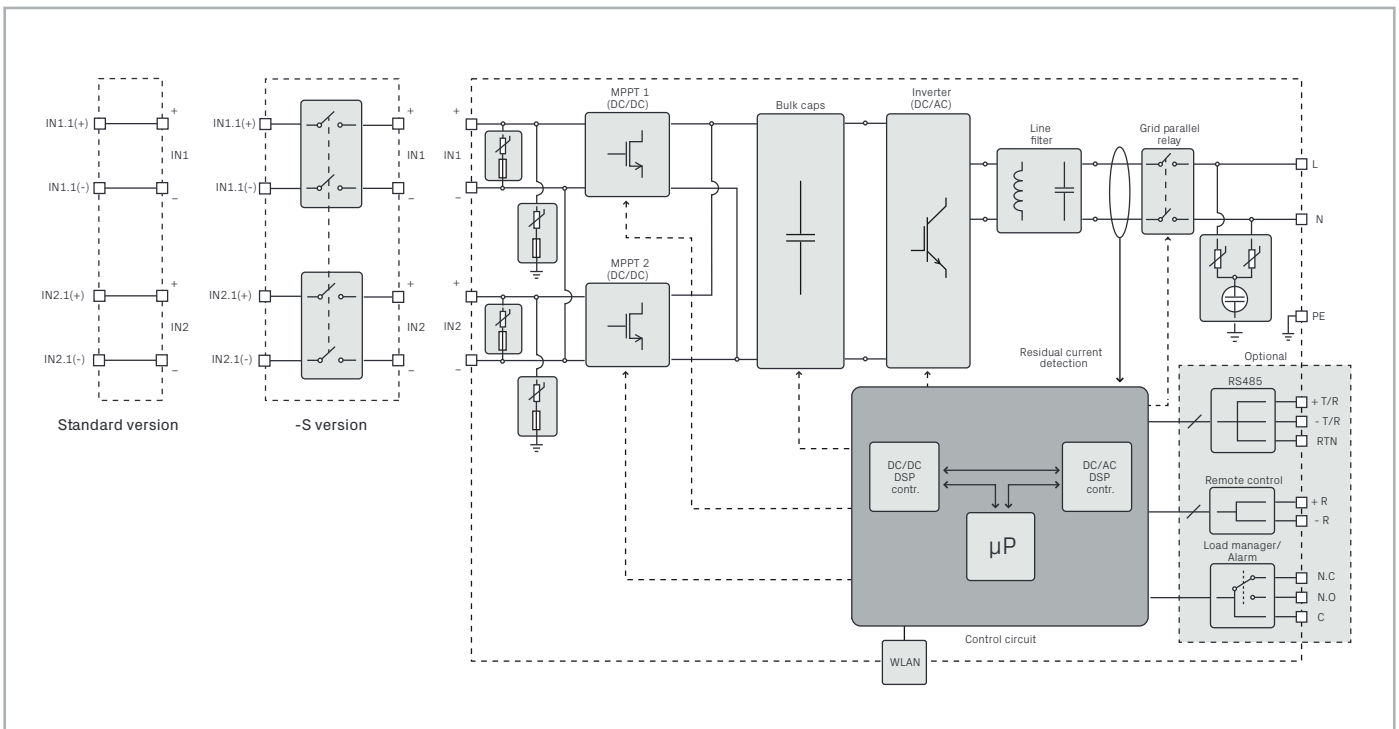 IN1.1(+)
+
IN1
IN1.1(-)
−
IN2.1(+)
+
IN2
IN2.1(-)
−
Standard version
IN1.1(+)
+
IN1
IN1.1(-)
−
IN2.1(+)
+
IN2
IN2.1(-)
−
-S version
+
IN1
−
+
IN2
−
MPPT 1
(DC/DC)
MPPT 2
(DC/DC)
Bulk caps
Inverter
(DC/AC)
Line
filter
Grid parallel
relay
L
N
PE
Residual current
detection
Optional
RS485
+ T/R
- T/R
RTN
Remote control
+ R
- R
Load manager/
Alarm
N.C
N.O
C
DC/DC
DSP
contr.
DC/AC
DSP
contr.
µP
Control circuit
WLAN